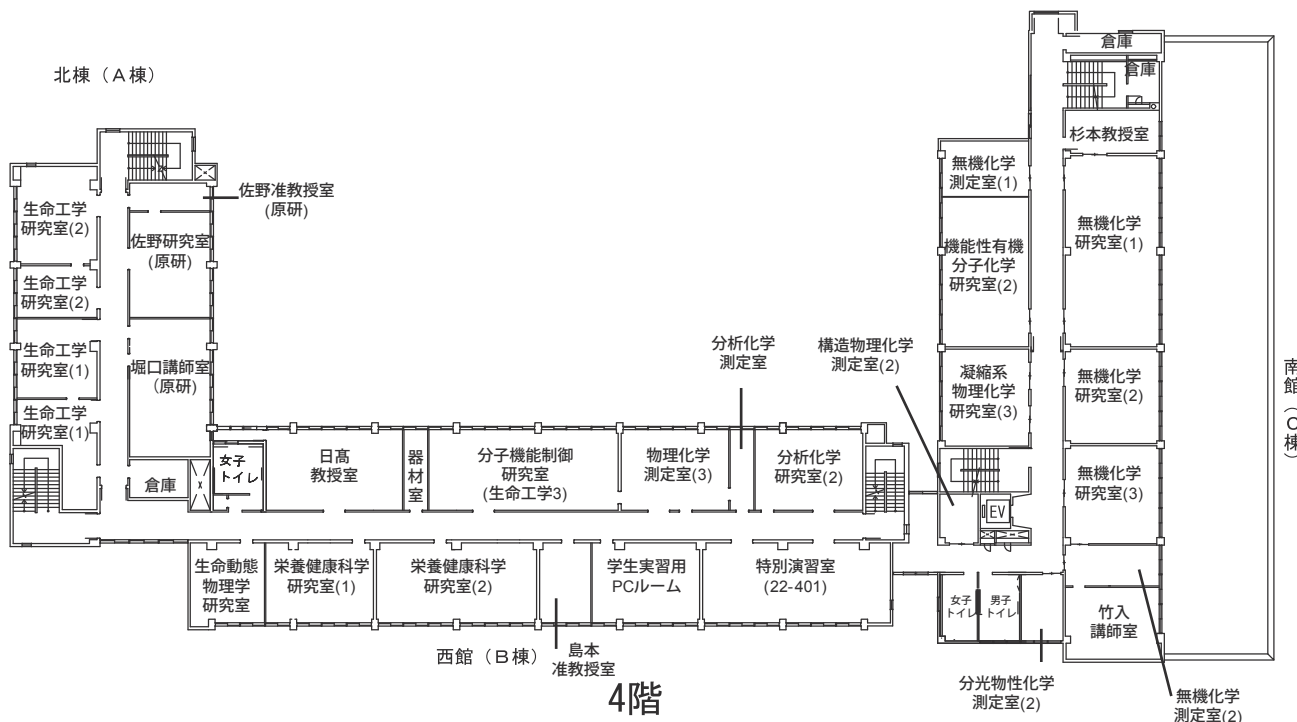 北棟（A棟）
生命工学
研究室(2)
生命工学
研究室(2)
生命工学
研究室(1)
生命工学
研究室(1)
佐野准教授室
(原研)
佐野研究室
(原研)
堀口講師室
（原研)
倉庫
女子
トイレ
日髙
教授室
器
材
室
分子機能制御
研究室
(生命工学3)
物理化学
測定室(3)
分析化学
測定室
分析化学
研究室(2)
生命動態
物理学
研究室
栄養健康科学
研究室(1)
栄養健康科学
研究室(2)
島本
准教授室
学生実習用
PCルーム
特別演習室
(22-401)
西館（B棟）
構造物理化学
測定室(2)
倉庫
倉庫
杉本教授室
無機化学
測定室(1)
無機化学
研究室(1)
機能性有機
分子化学
研究室(2)
凝縮系
物理化学
研究室(3)
無機化学
研究室(2)
無機化学
研究室(3)
EV
女子
トイレ
男子
トイレ
竹入
講師室
分光物性化学
測定室(2)
無機化学
測定室(2)
南館（C棟）
4階